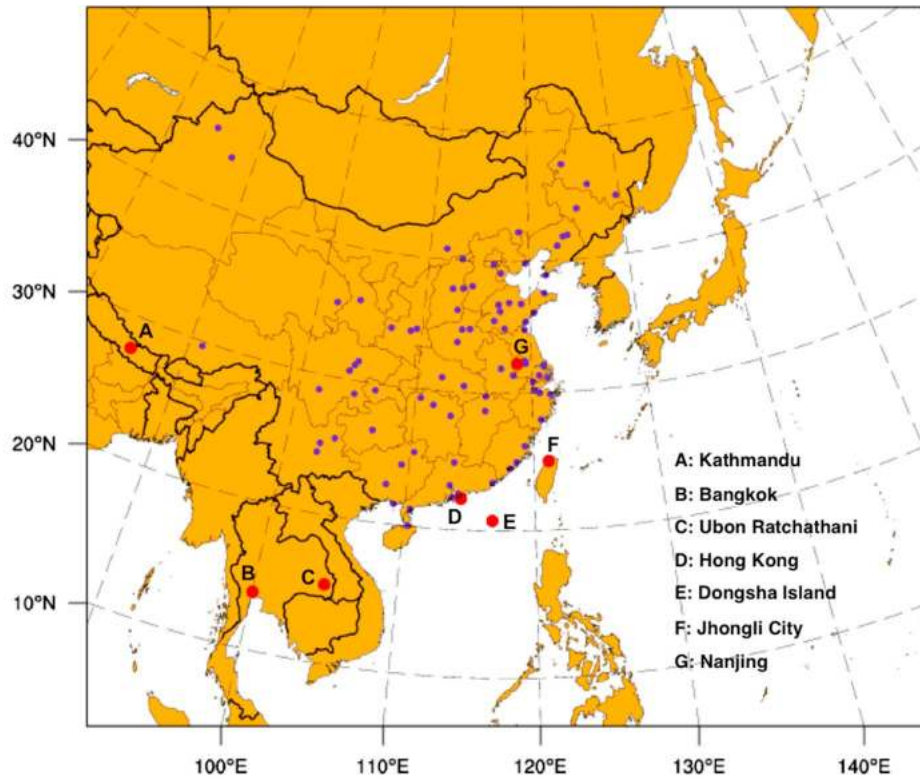 40°N
30°N
20°N
10°N
A
G
F
D
E
B
C
A: Kathmandu
B: Bangkok
C: Ubon Ratchathani
D: Hong Kong
E: Dongsha Island
F: Jhongli City
G: Nanjing
100°E 110°E 120°E 130°E 140°E